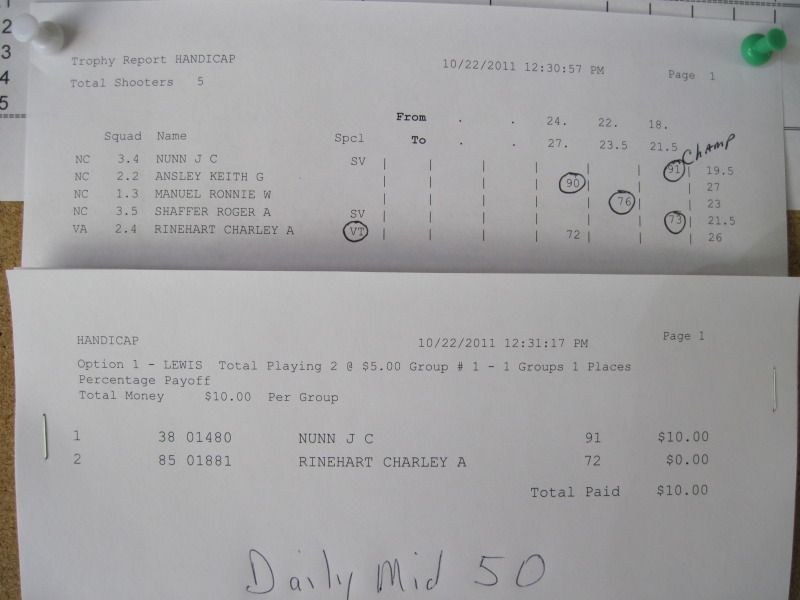 2
3
4
5
Trophy Report HANDICAP 10/22/2011 12:30:57 PM Page 1
Total Shooters 5
From . . 24. 22. 18.
Squad Name Spcl To . . 27. 23.5 21.5 CHAMP
NC 3.4 NUNN J C SV | | | | | 91 | 19.5
NC 2.2 ANSLEY KEITH G | | | 90 | | | 27
NC 1.3 MANUEL RONNIE W | | | | 76 | | 23
NC 3.5 SHAFFER ROGER A SV | | | | | 73 | 21.5
VA 2.4 RINEHART CHARLEY A VT | | | 72 | | | 26
HANDICAP 10/22/2011 12:31:17 PM Page 1
Option 1 - LEWIS Total Playing 2 @ $5.00 Group # 1 - 1 Groups 1 Places
Percentage Payoff
Total Money $10.00 Per Group
1 38 01480 NUNN J C 91 $10.00
2 85 01881 RINEHART CHARLEY A 72 $0.00
Total Paid $10.00
Daily Mid 50